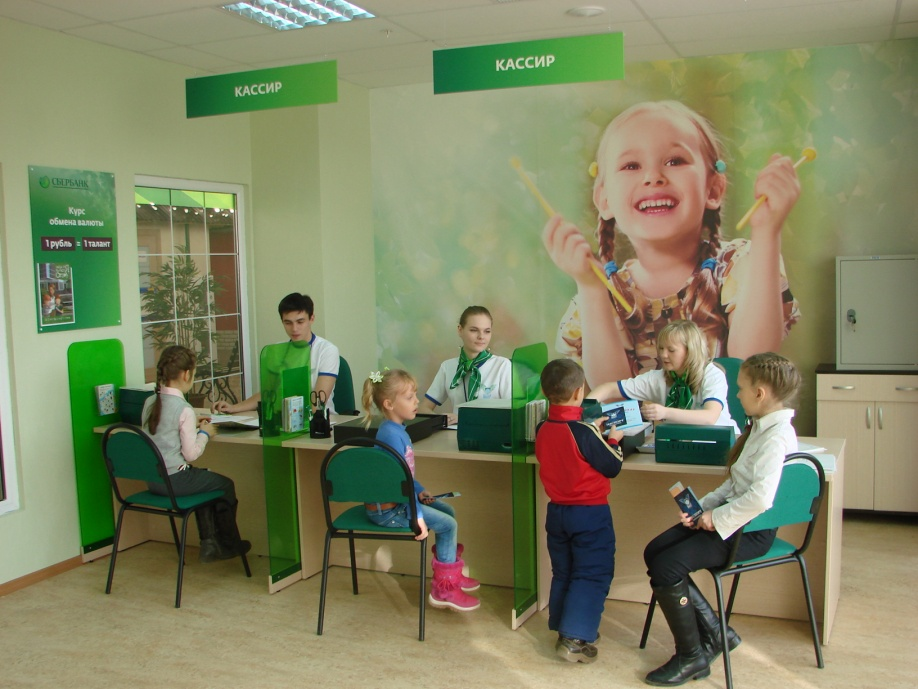 КАССИР
КАССИР
СБЕРБАНК
Курс
обмена валюты
1 рубль = 1 талант